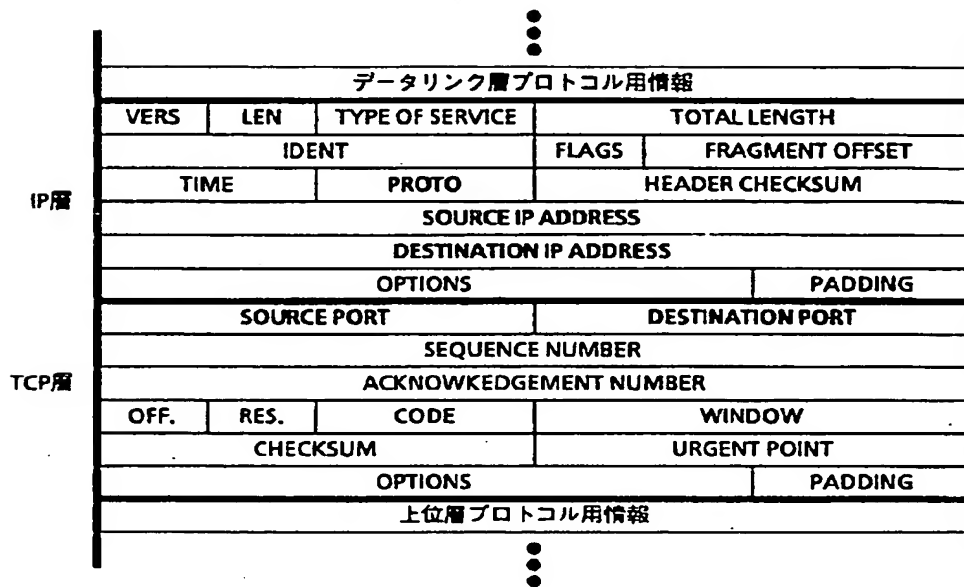 データリンク層プロトコル用情報
VERS LEN TYPE OF SERVICE TOTAL LENGTH
IDENT FLAGS FRAGMENT OFFSET
TIME PROTO HEADER CHECKSUM
IP層
SOURCE IP ADDRESS
DESTINATION IP ADDRESS
OPTIONS PADDING
SOURCE PORT DESTINATION PORT
SEQUENCE NUMBER
TCP層
ACKNOWKEDGEMENT NUMBER
OFF. RES. CODE WINDOW
CHECKSUM URGENT POINT
OPTIONS PADDING
上位層プロトコル用情報